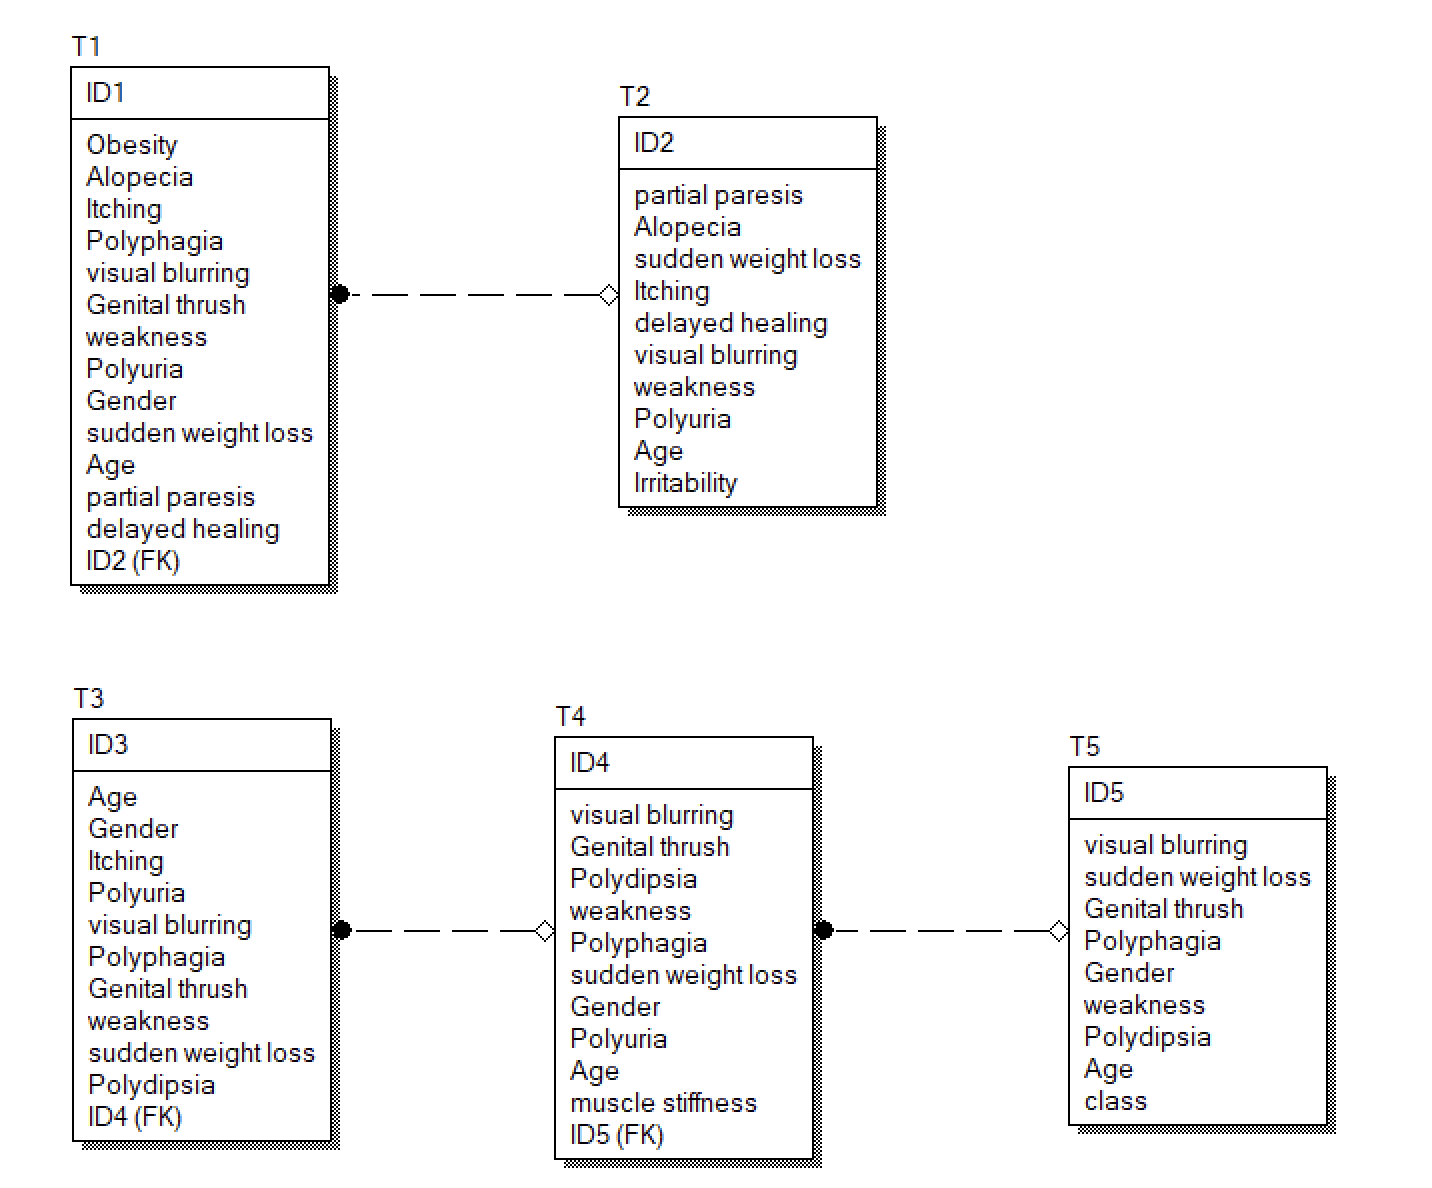 T1
ID1
Obesity
Alopecia
Itching
Polyphagia
visual blurring
Genital thrush
weakness
Polyuria
Gender
sudden weight loss
Age
partial paresis
delayed healing
ID2 (FK)
T2
ID2
partial paresis
Alopecia
sudden weight loss
Itching
delayed healing
visual blurring
weakness
Polyuria
Age
Irritability
T3
ID3
Age
Gender
Itching
Polyuria
visual blurring
Polyphagia
Genital thrush
weakness
sudden weight loss
Polydipsia
ID4 (FK)
T4
ID4
visual blurring
Genital thrush
Polydipsia
weakness
Polyphagia
sudden weight loss
Gender
Polyuria
Age
muscle stiffness
ID5 (FK)
T5
ID5
visual blurring
sudden weight loss
Genital thrush
Polyphagia
Gender
weakness
Polydipsia
Age
class